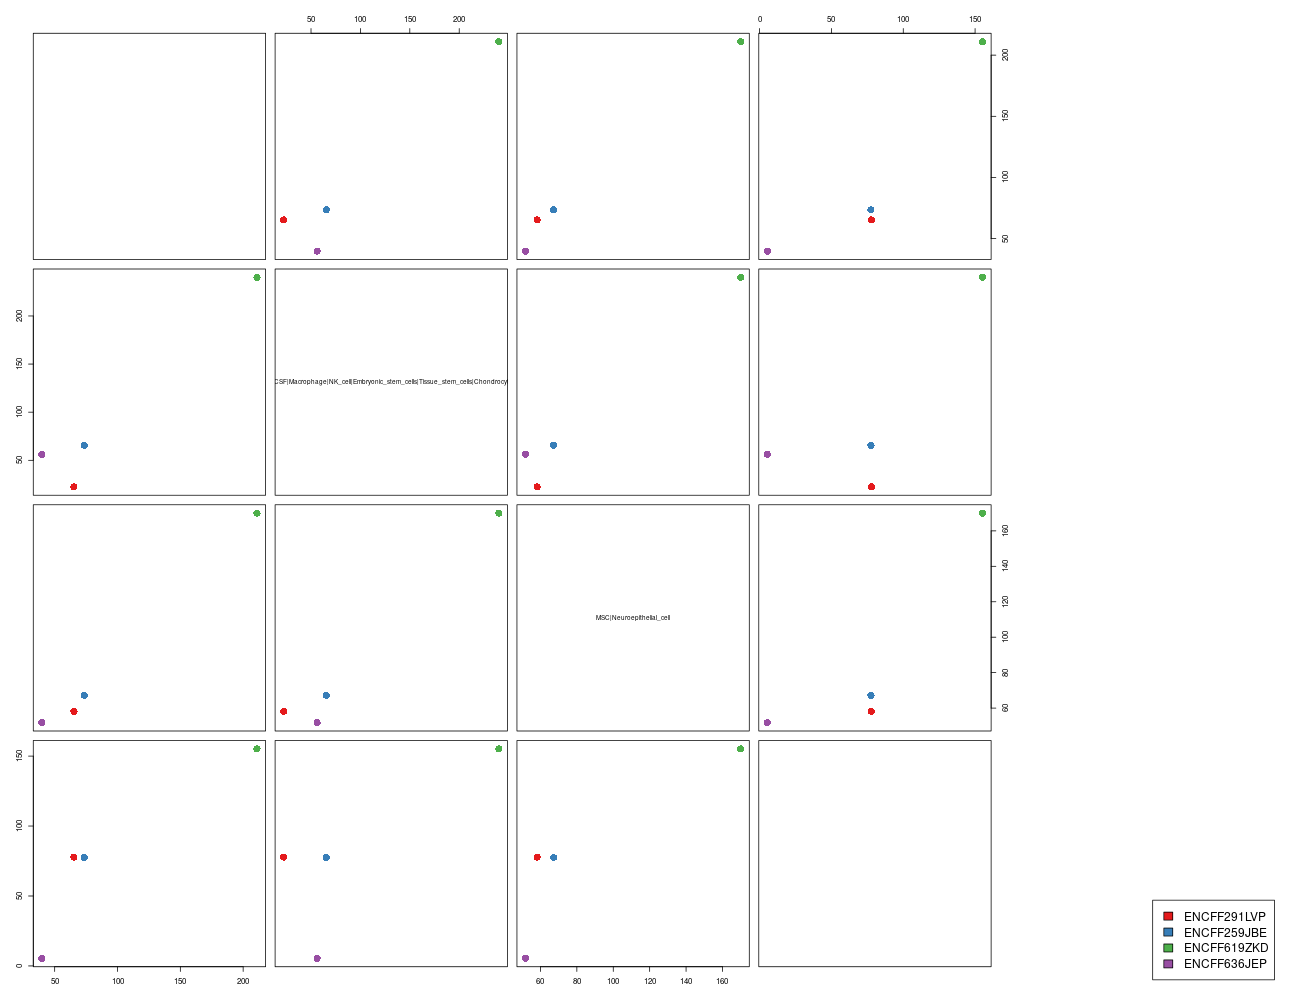 50 100 150 200 0 50 100 150
50 100 150 200
50 100 150 200
CSF|Macrophage|NK_cell|Embryonic_stem_cells|Tissue_stem_cells|Chondrocy
MSC|Neuroepithelial_cell
60 80 100 120 140 160
0 50 100 150
50 100 150 200 60 80 100 120 140 160
ENCFF291LVP
ENCFF259JBE
ENCFF619ZKD
ENCFF636JEP